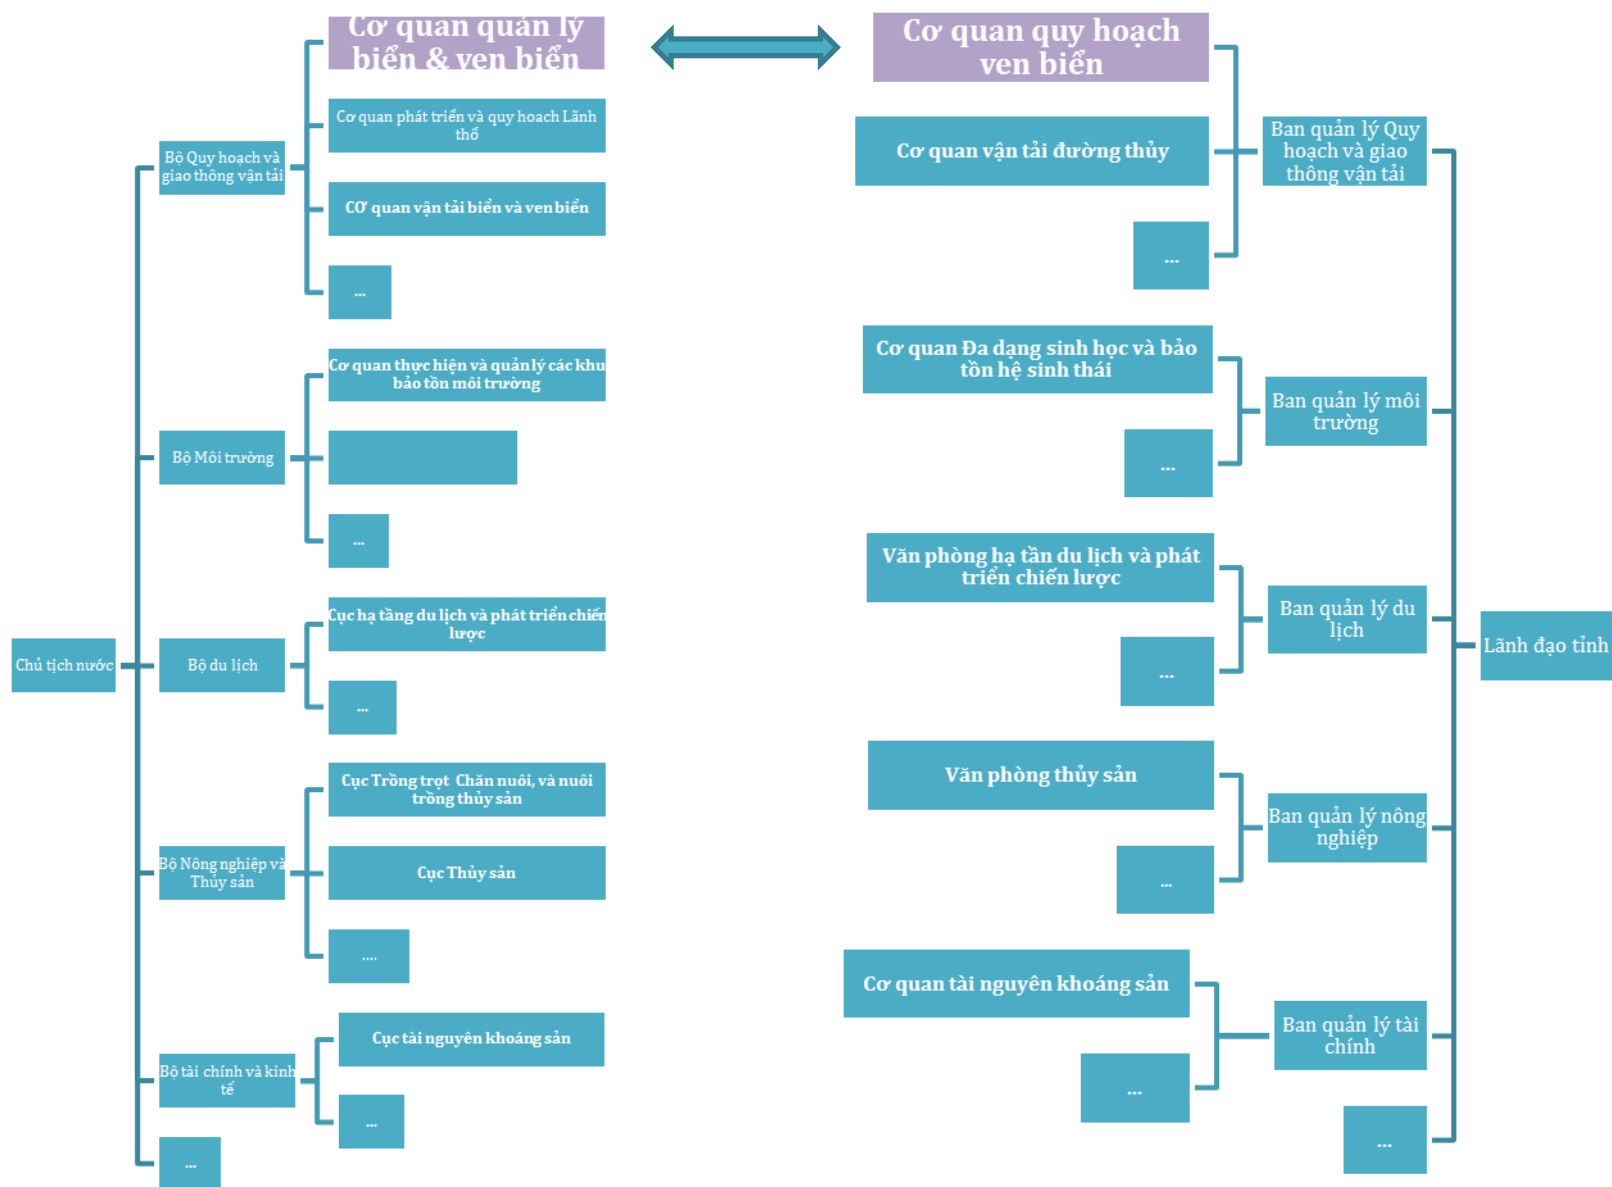 Cơ quan quản lý
biển & ven biển
Cơ quan phát triển và quy hoạch Lãnh
thổ
Bộ Quy hoạch và
giao thông vận tải
CƠ quan vận tải biển và ven biển
...
Cơ quan thực hiện và quản lý các khu
bảo tồn môi trường
Bộ Môi trường
...
Cục hạ tầng du lịch và phát triển chiến
lược
Chủ tịch nước
Bộ du lịch
...
Cục Trồng trọt Chăn nuôi, và nuôi
trồng thủy sản
Bộ Nông nghiệp và
Thủy sản
Cục Thủy sản
....
Cục tài nguyên khoáng sản
Bộ tài chính và kinh
tế
...
...
Cơ quan quy hoạch
ven biển
Cơ quan vận tải đường thủy
Ban quản lý Quy
hoạch và giao
thông vận tải
...
Cơ quan Đa dạng sinh học và bảo
tồn hệ sinh thái
Ban quản lý môi
trường
...
Văn phòng hạ tần du lịch và phát
triển chiến lược
Ban quản lý du
lịch
Lãnh đạo tỉnh
...
Văn phòng thủy sản
Ban quản lý nông
nghiệp
...
Cơ quan tài nguyên khoáng sản
Ban quản lý tài
chính
...
...